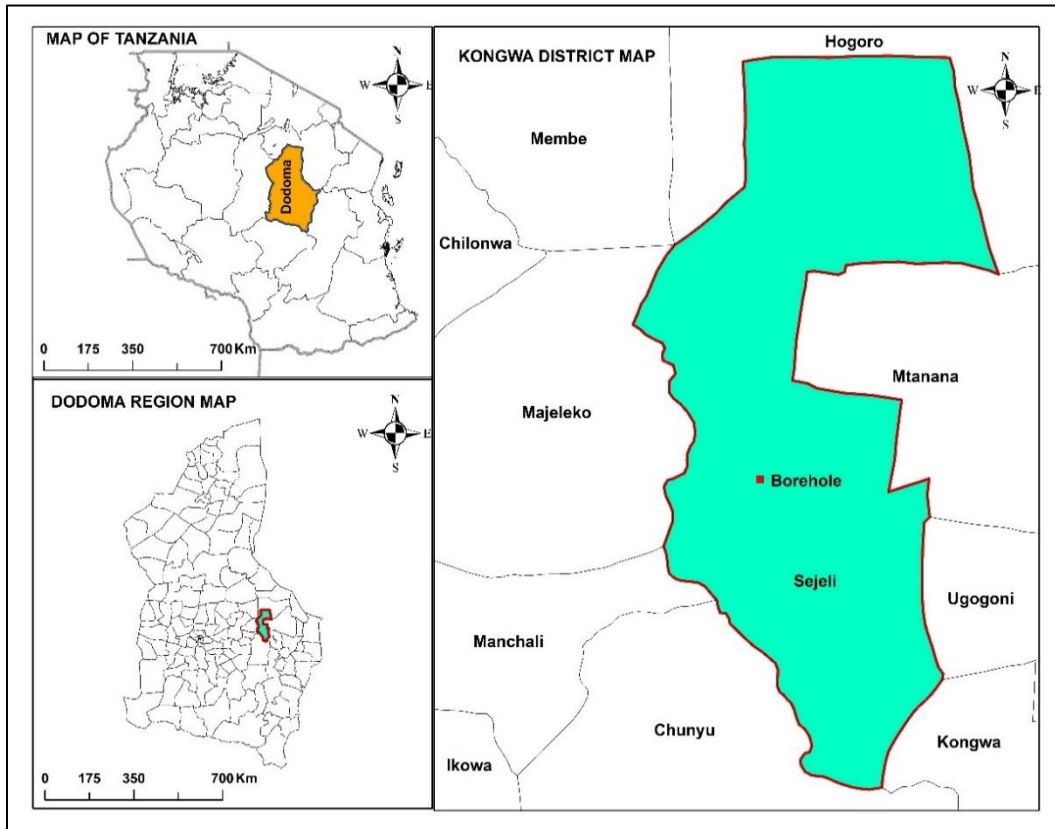 MAP OF TANZANIA
N
W E
S
Dodoma
0 175 350 700 Km
DODOMA REGION MAP
N
W E
S
0 175 350 700 Km
KONGWA DISTRICT MAP
Hogoro
N
W E
S
Membe
Chilonwa
Mtanana
Majeleko
Borehole
Sejeli
Ugogoni
Manchali
Chunyu
Kongwa
Ikowa